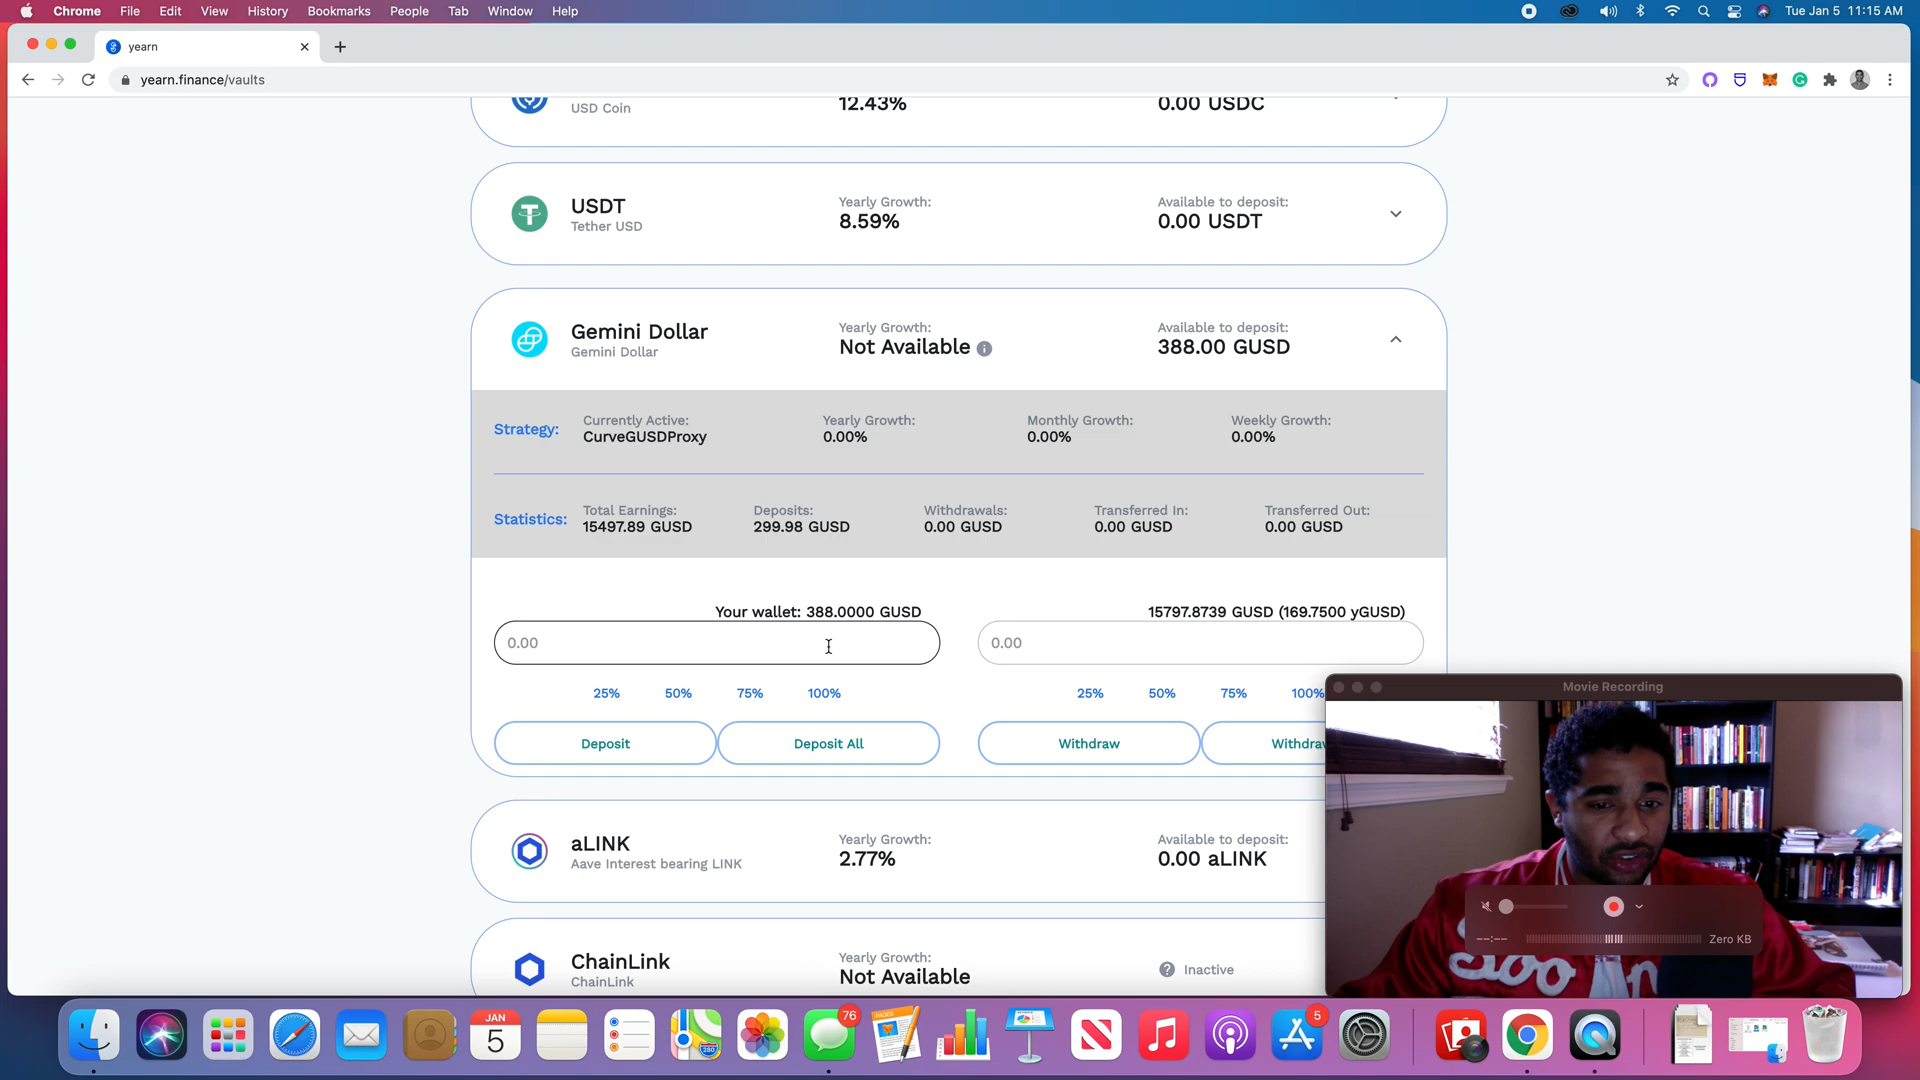 Chrome File Edit View History Bookmarks People Tab Window Help Tue Jan 5 11:15 AM
yearn
yearn.finance/vaults
USD Coin 12.43% 0.00 USDC
USDT Yearly Growth: Available to deposit:
Tether USD 8.59% 0.00 USDT
Gemini Dollar Yearly Growth: Available to deposit:
Gemini Dollar Not Available 388.00 GUSD
Strategy: Currently Active: Yearly Growth: Monthly Growth: Weekly Growth:
CurveGUSDProxy 0.00% 0.00% 0.00%
Statistics: Total Earnings: Deposits: Withdrawals: Transferred In: Transferred Out:
15497.89 GUSD 299.98 GUSD 0.00 GUSD 0.00 GUSD 0.00 GUSD
Your wallet: 388.0000 GUSD 15797.8739 GUSD (169.7500 yGUSD)
0.00 0.00
25% 50% 75% 100% 25% 50% 75% 100%
Deposit Deposit All Withdraw Withdraw
Movie Recording
aLINK Yearly Growth: Available to deposit:
Aave Interest bearing LINK 2.77% 0.00 aLINK
--:-- Zero KB
ChainLink Yearly Growth: Inactive
ChainLink Not Available
JAN
5
76
PAGES
280
5